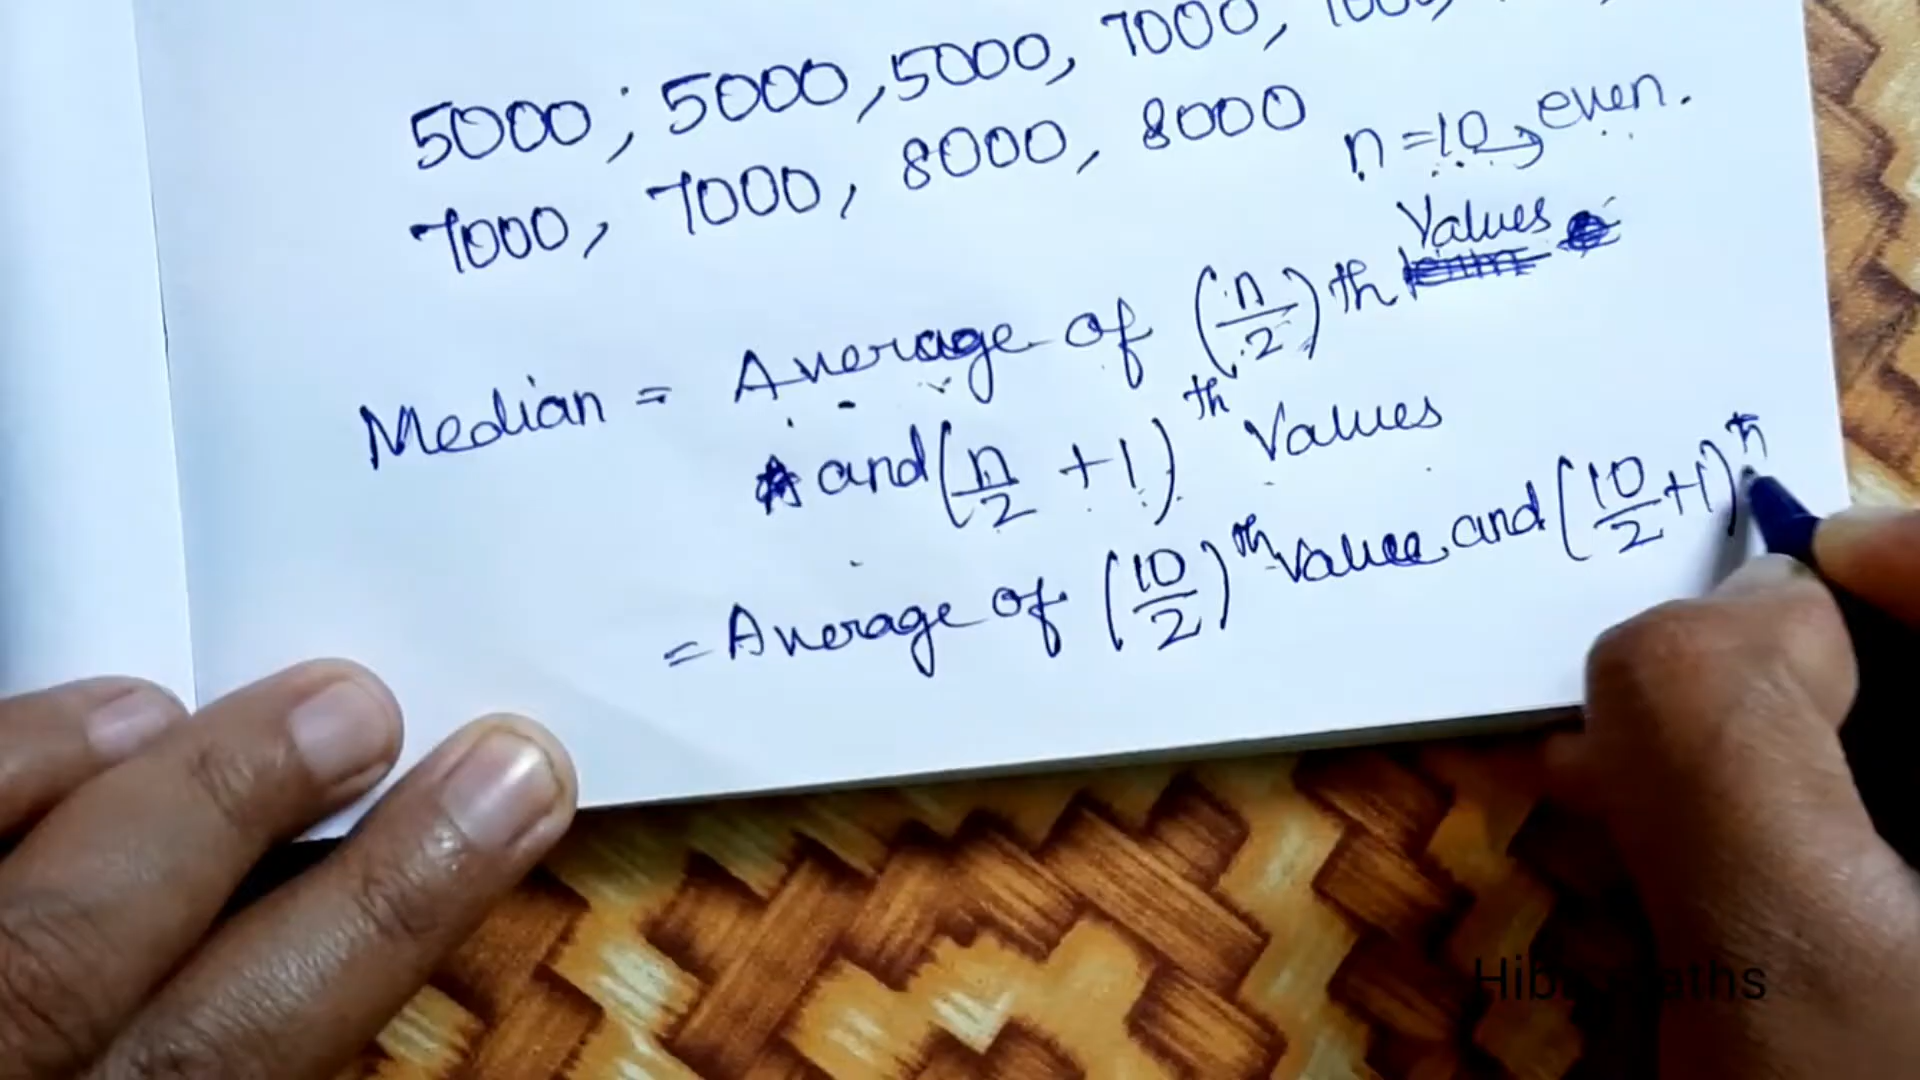 5000, 5000, 5000, 7000,
7000, 7000, 8000, 8000
n = 10 → even.
Values
Median = Average of (n/2) th
and (n/2 + 1)th Values
= Average of (10/2)th Value and (10/2 + 1)th